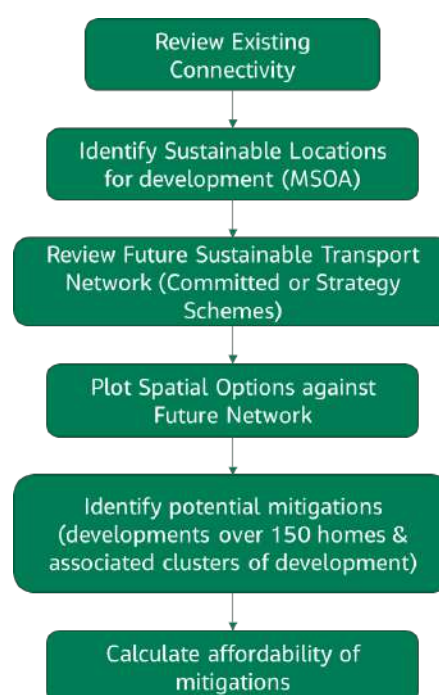 Review Existing
Connectivity
Identify Sustainable Locations
for development (MSOA)
Review Future Sustainable Transport
Network (Committed or Strategy
Schemes)
Plot Spatial Options against
Future Network
Identify potential mitigations
(developments over 150 homes &
associated clusters of development)
Calculate affordability of
mitigations